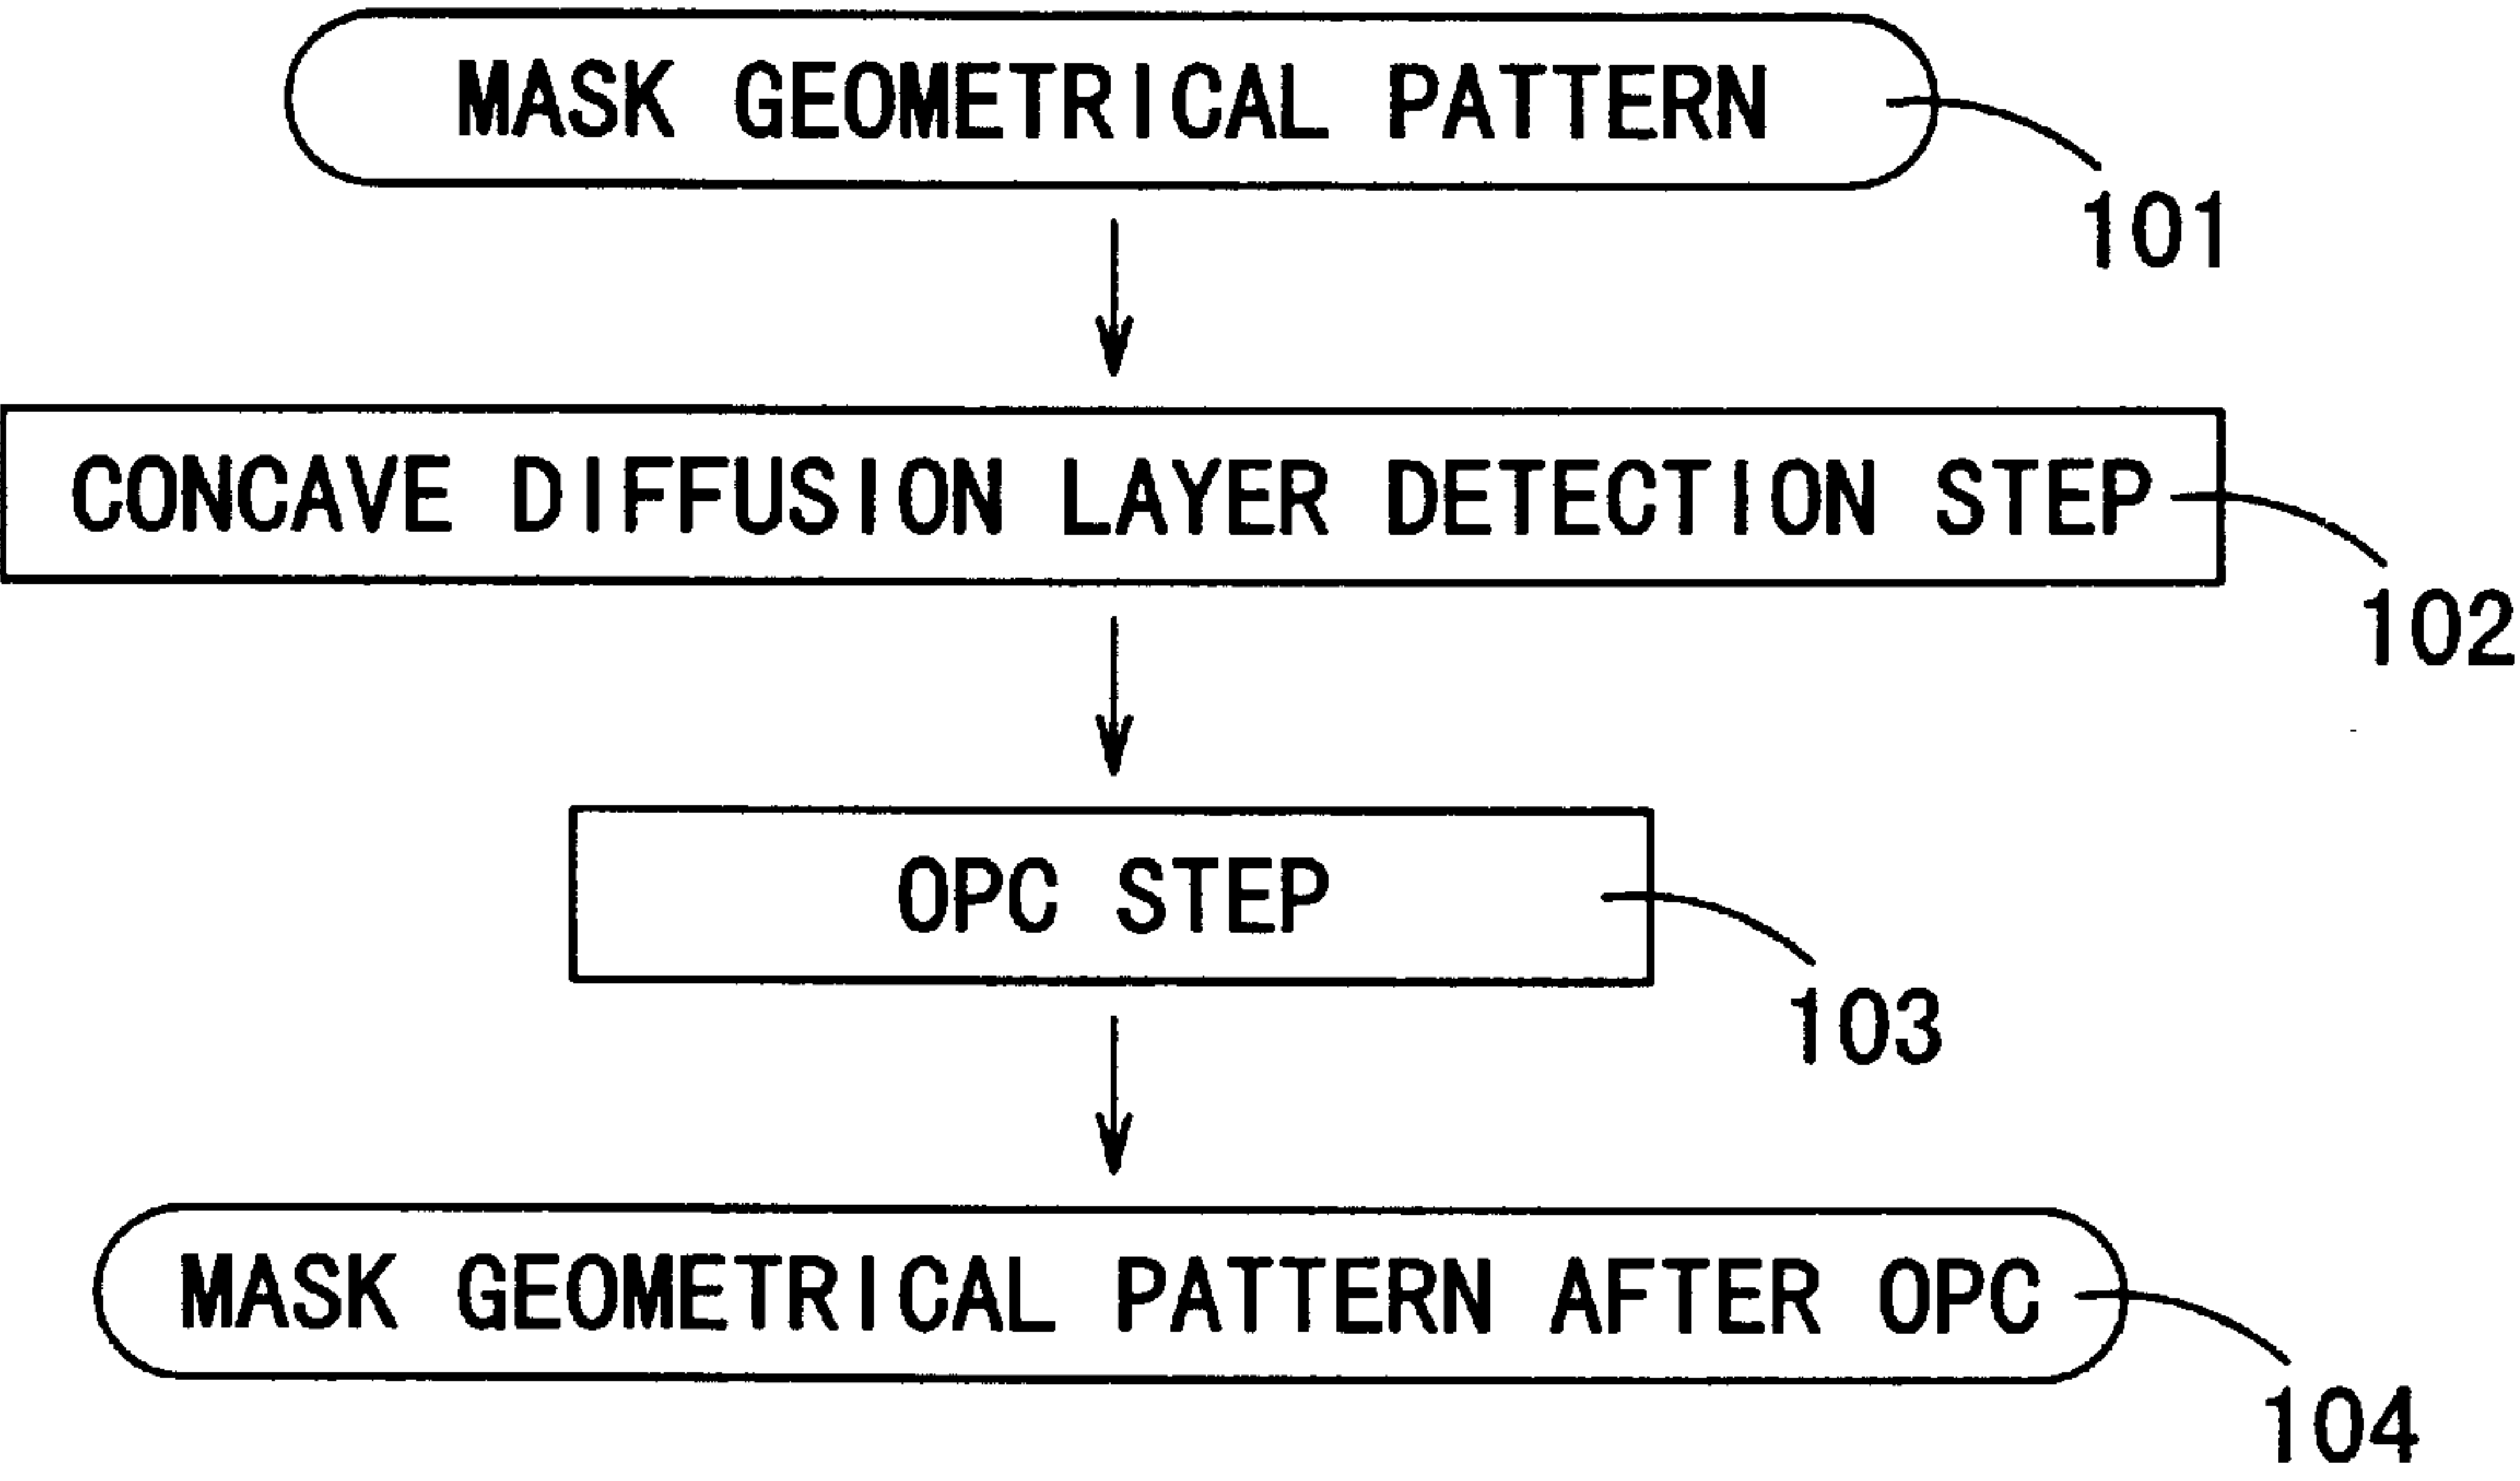 MASK GEOMETRICAL PATTERN
101
CONCAVE DIFFUSION LAYER DETECTION STEP
102
OPC STEP
103
MASK GEOMETRICAL PATTERN AFTER OPC
104